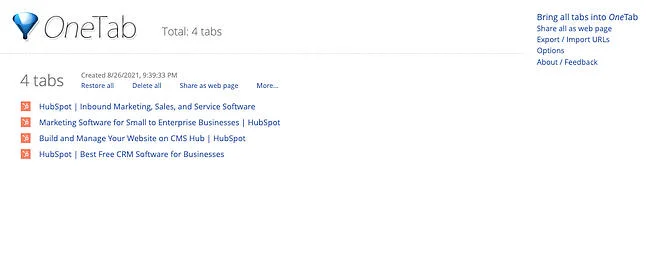 OneTab
Total: 4 tabs
Bring all tabs into OneTab
Share all as web page
Export / Import URLs
Options
About / Feedback
4 tabs
Created 8/26/2021, 9:39:33 PM
Restore all Delete all Share as web page More...
HubSpot | Inbound Marketing, Sales, and Service Software
Marketing Software for Small to Enterprise Businesses | HubSpot
Build and Manage Your Website on CMS Hub | HubSpot
HubSpot | Best Free CRM Software for Businesses